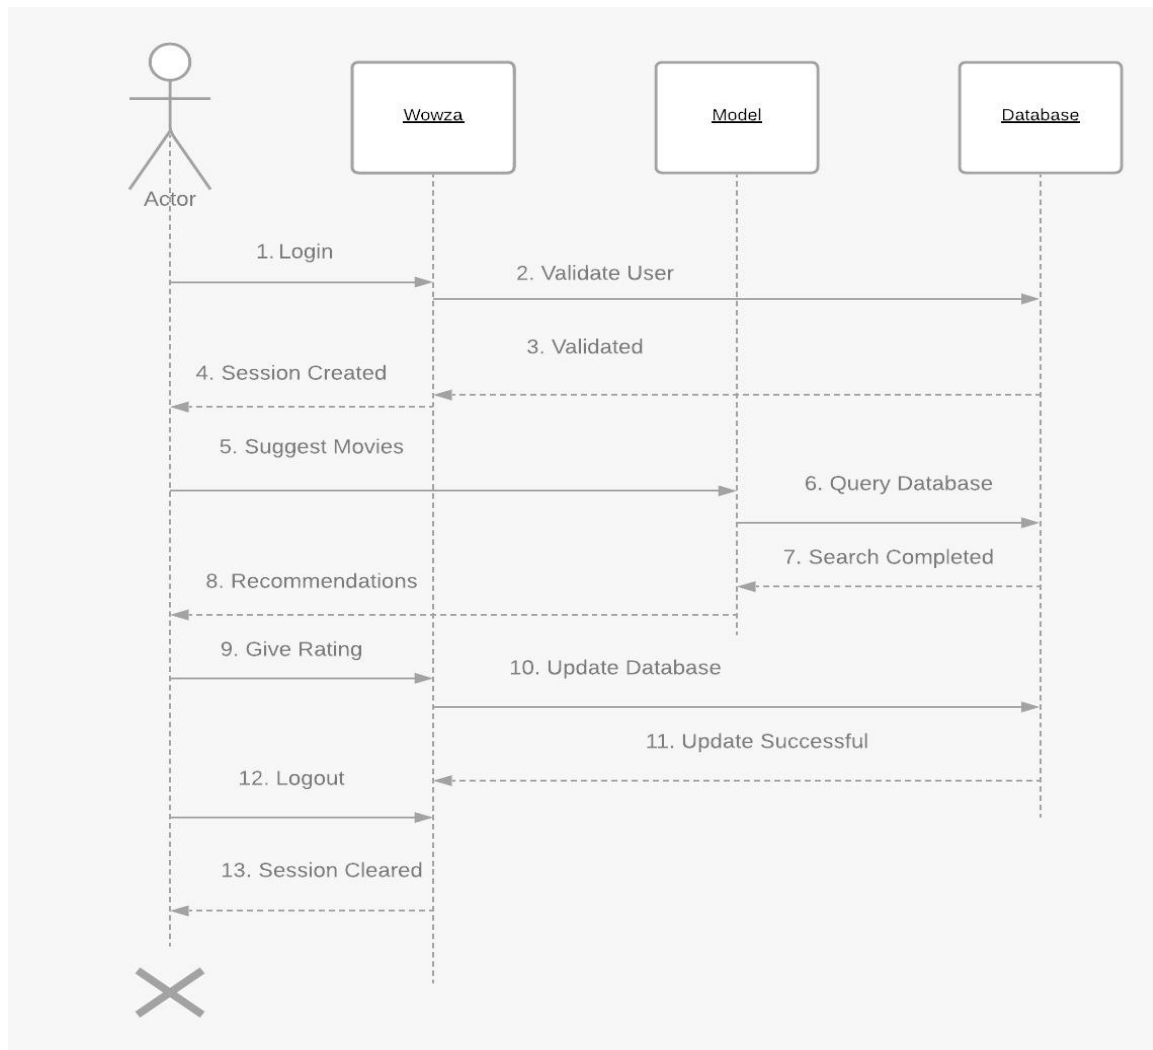 Wowza
Model
Database
Actor
1. Login
2. Validate User
3. Validated
4. Session Created
5. Suggest Movies
6. Query Database
7. Search Completed
8. Recommendations
9. Give Rating
10. Update Database
11. Update Successful
12. Logout
13. Session Cleared